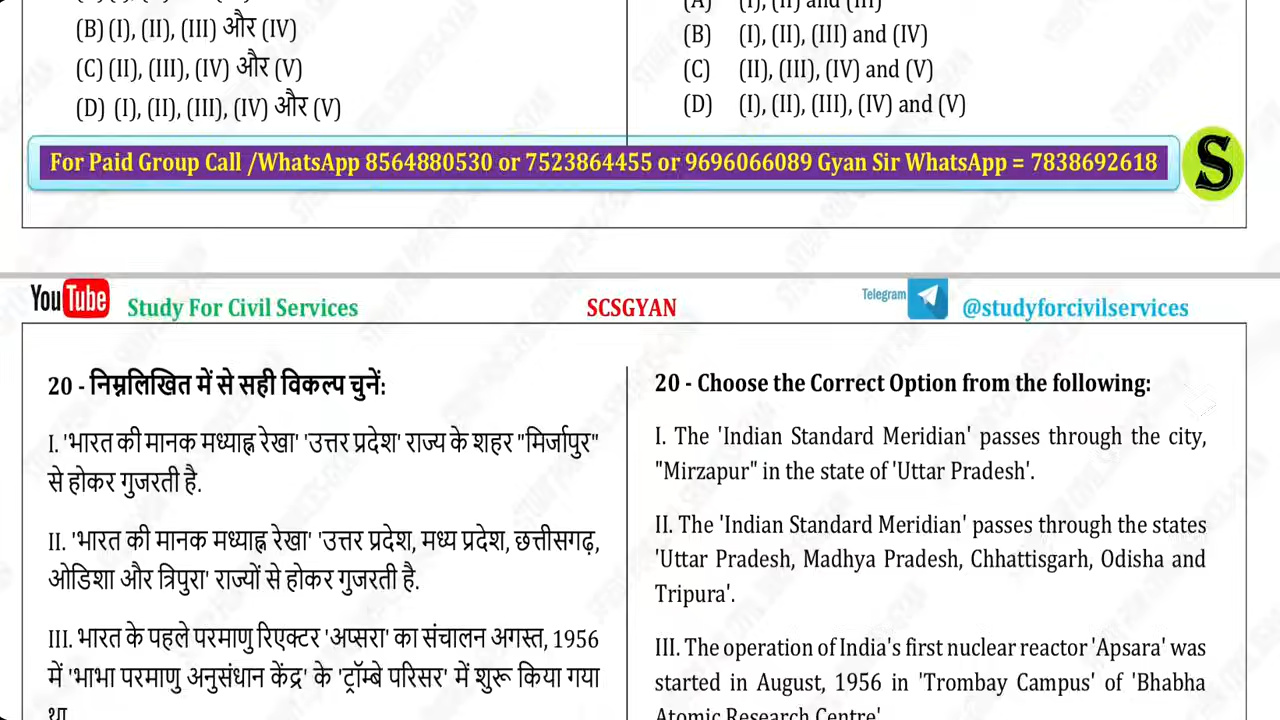 (B) (I), (II), (III) और (IV)
(C) (II), (III), (IV) और (V)
(D) (I), (II), (III), (IV) और (V)
(A) (I), (II) and (III)
(B) (I), (II), (III) and (IV)
(C) (II), (III), (IV) and (V)
(D) (I), (II), (III), (IV) and (V)
For Paid Group Call /WhatsApp 8564880530 or 7523864455 or 9696066089 Gyan Sir WhatsApp = 7838692618
S
YouTube Study For Civil Services SCSGYAN Telegram @studyforcivilservices
20 - निम्नलिखित में से सही विकल्प चुनें:
I. 'भारत की मानक मध्याह्न रेखा' 'उत्तर प्रदेश' राज्य के शहर "मिर्जापुर"
से होकर गुजरती है.
II. 'भारत की मानक मध्याह्न रेखा' 'उत्तर प्रदेश, मध्य प्रदेश, छत्तीसगढ़,
ओडिशा और त्रिपुरा' राज्यों से होकर गुजरती है.
III. भारत के पहले परमाणु रिएक्टर 'अप्सरा' का संचालन अगस्त, 1956
में 'भाभा परमाणु अनुसंधान केंद्र' के 'ट्रॉम्बे परिसर' में शुरू किया गया
था.
20 - Choose the Correct Option from the following:
I. The 'Indian Standard Meridian' passes through the city,
"Mirzapur" in the state of 'Uttar Pradesh'.
II. The 'Indian Standard Meridian' passes through the states
'Uttar Pradesh, Madhya Pradesh, Chhattisgarh, Odisha and
Tripura'.
III. The operation of India's first nuclear reactor 'Apsara' was
started in August, 1956 in 'Trombay Campus' of 'Bhabha
Atomic Research Centre'